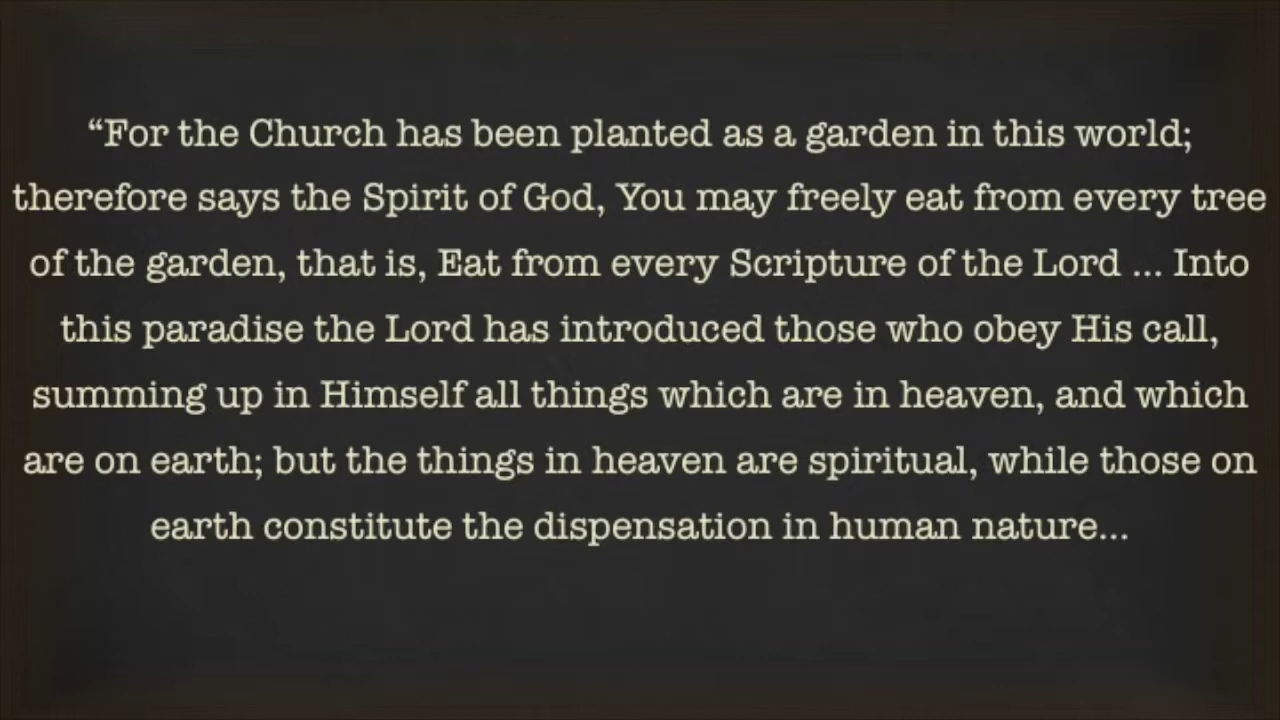 “For the Church has been planted as a garden in this world;
therefore says the Spirit of God, You may freely eat from every tree
of the garden, that is, Eat from every Scripture of the Lord ... Into
this paradise the Lord has introduced those who obey His call,
summing up in Himself all things which are in heaven, and which
are on earth; but the things in heaven are spiritual, while those on
earth constitute the dispensation in human nature...